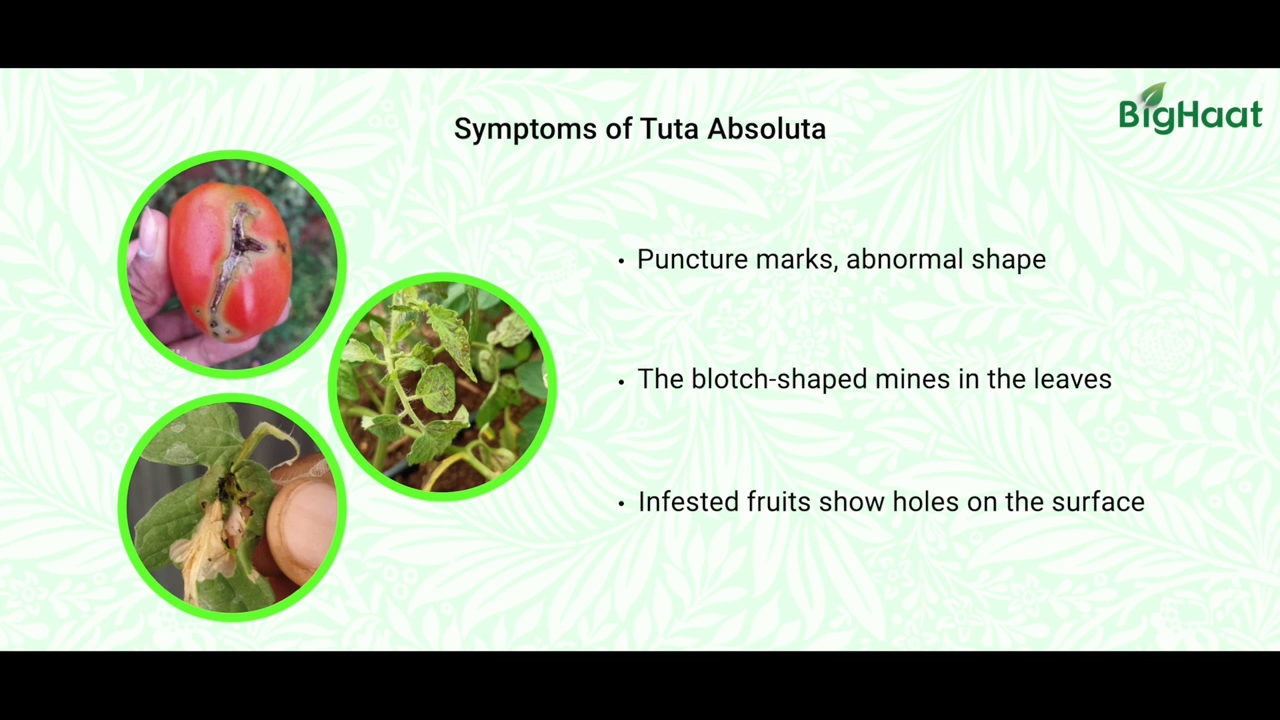 BigHaat
Symptoms of Tuta Absoluta
• Puncture marks, abnormal shape
• The blotch-shaped mines in the leaves
• Infested fruits show holes on the surface